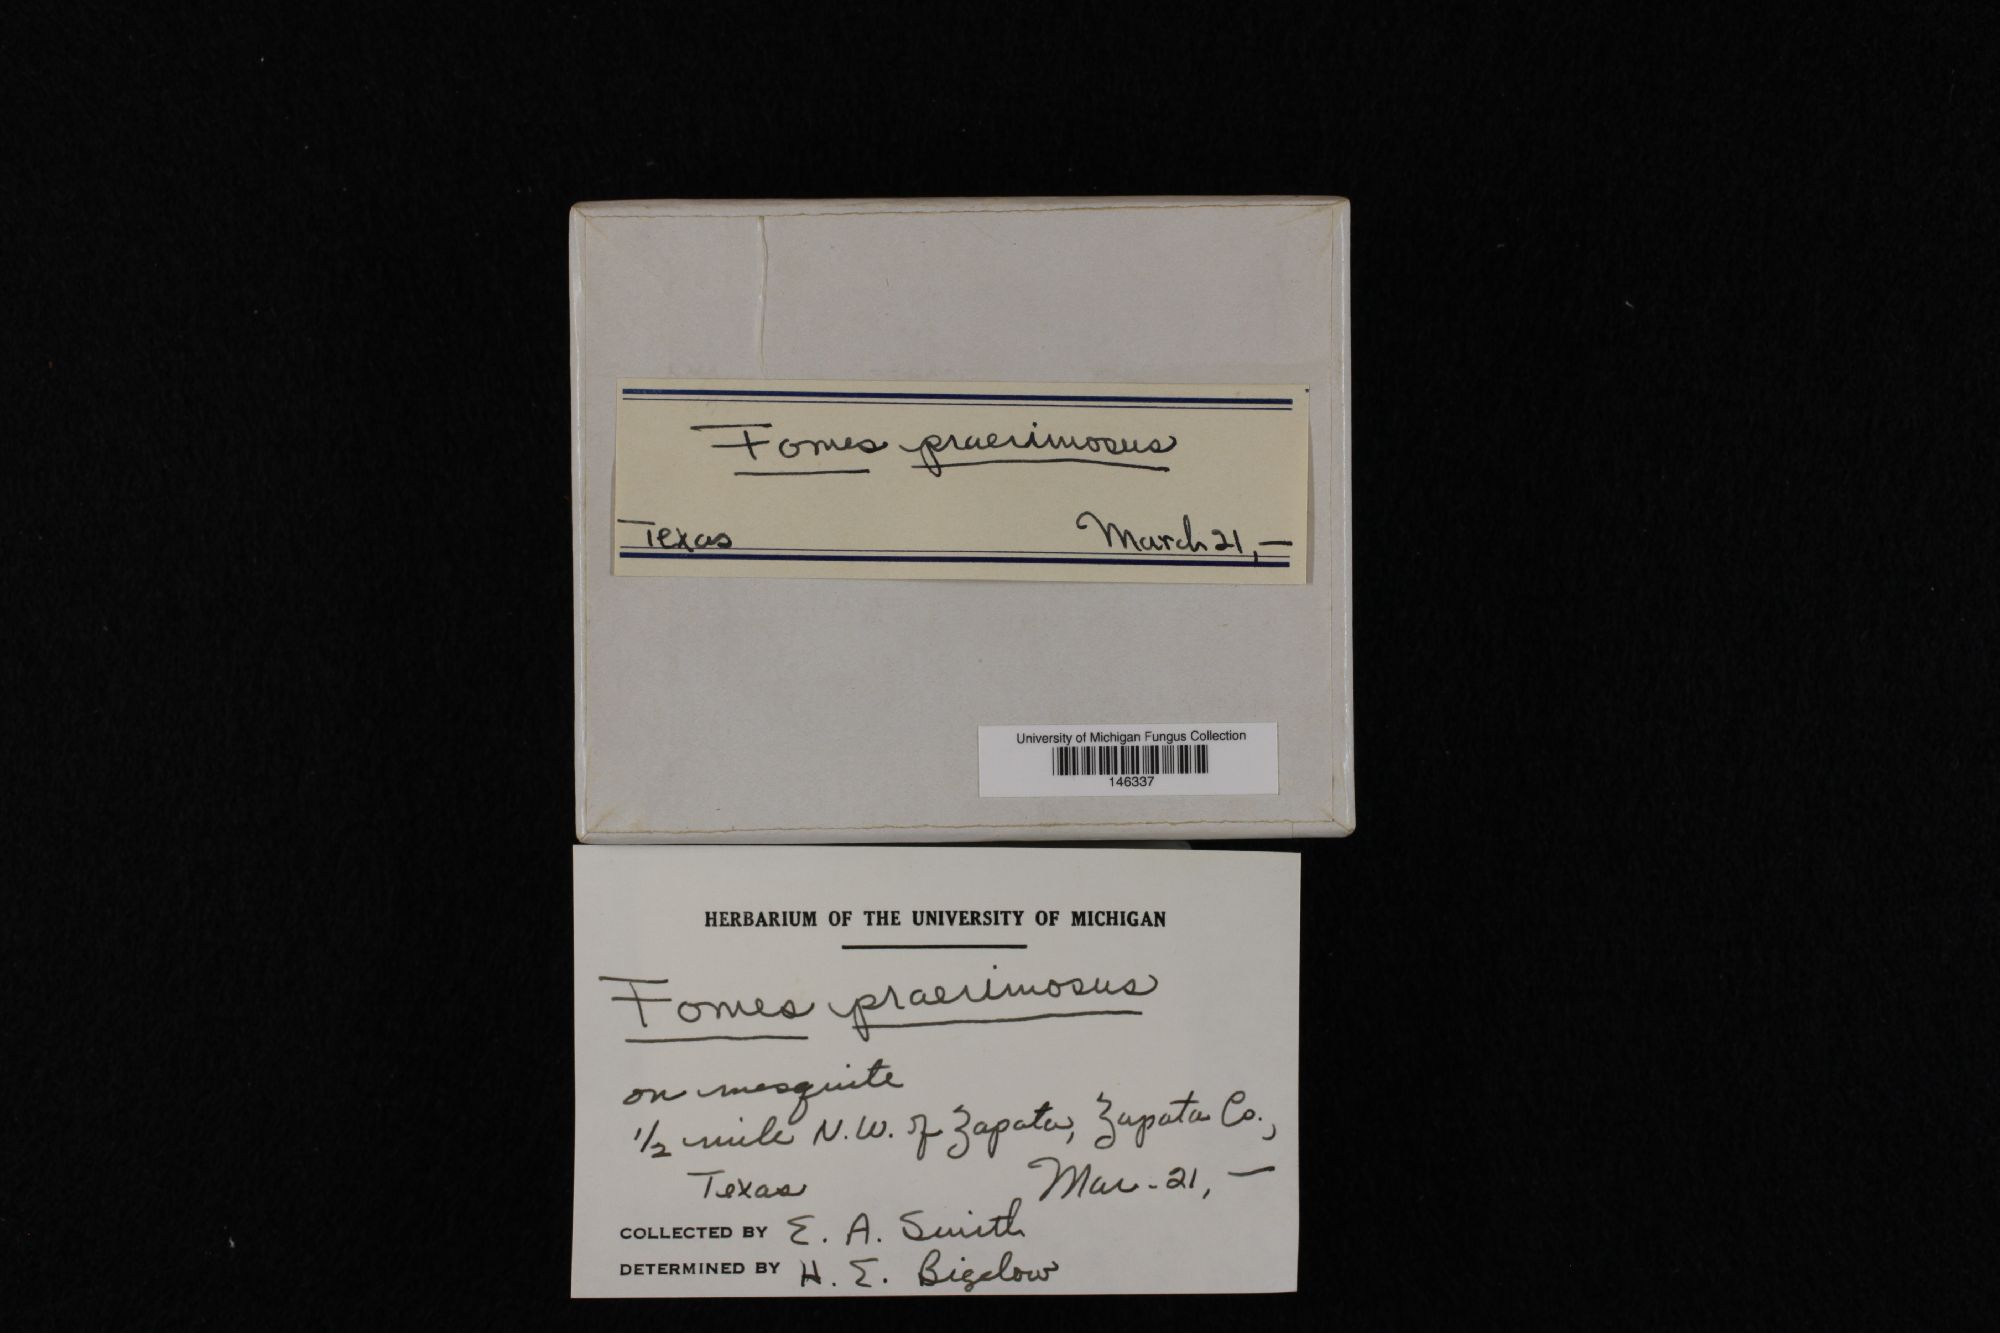 Fomes praerimosus
Texas March 21, —
University of Michigan Fungus Collection
146337
HERBARIUM OF THE UNIVERSITY OF MICHIGAN
Fomes praerimosus
on mesquite
1/2 mile N.W. of Zapata, Zapata Co.,
Texas Mar. 21, —
COLLECTED BY E. A. Smith
DETERMINED BY H. E. Bigelow